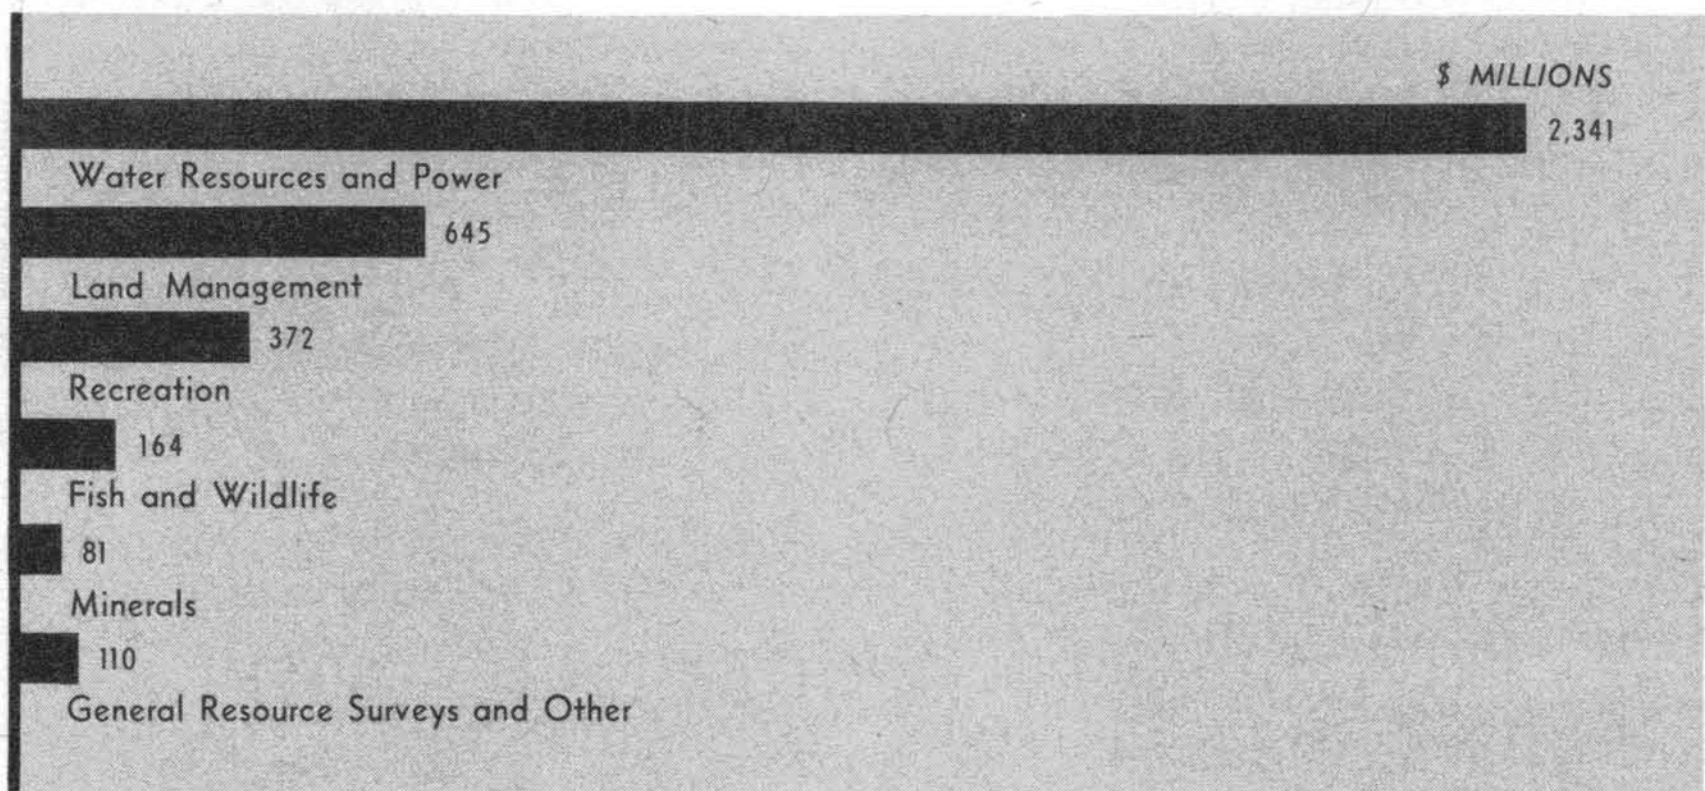 $ MILLIONS
2,341
Water Resources and Power
645
Land Management
372
Recreation
164
Fish and Wildlife
81
Minerals
110
General Resource Surveys and Other